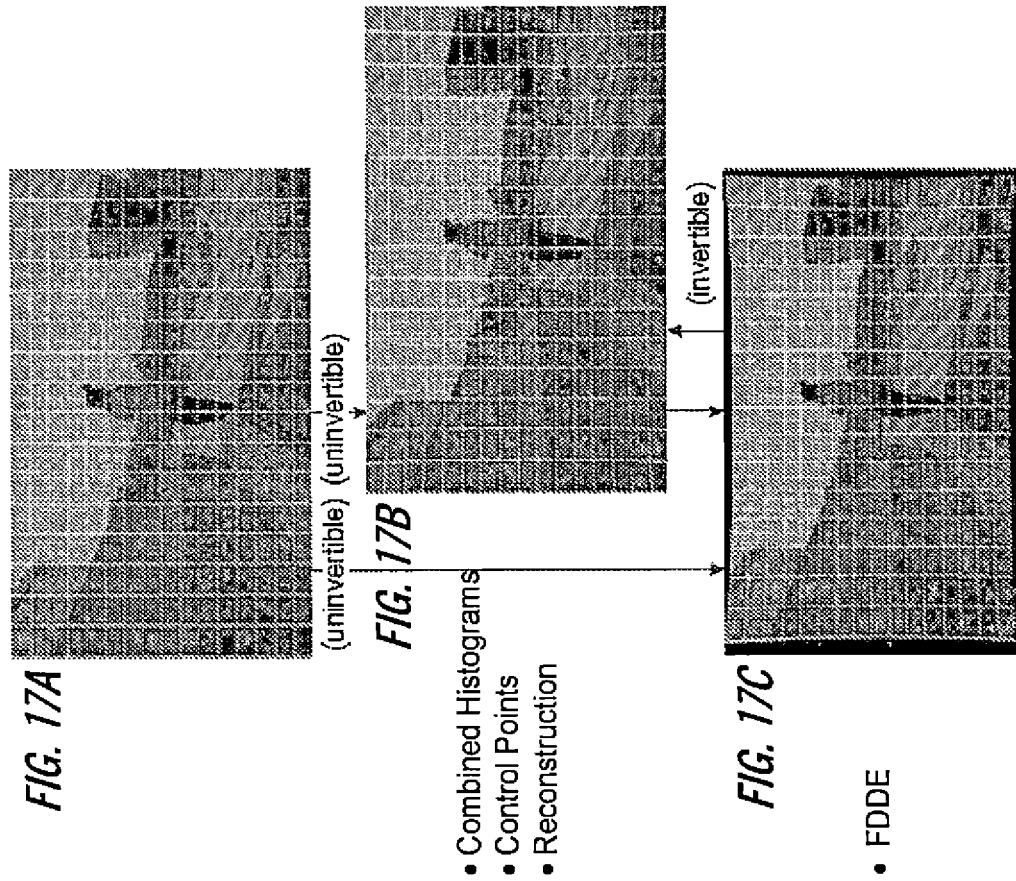 FIG. 17A
(uninvertible) (uninvertible)
FIG. 17B
• Combined Histograms
• Control Points
• Reconstruction
(invertible)
FIG. 17C
• FDDE